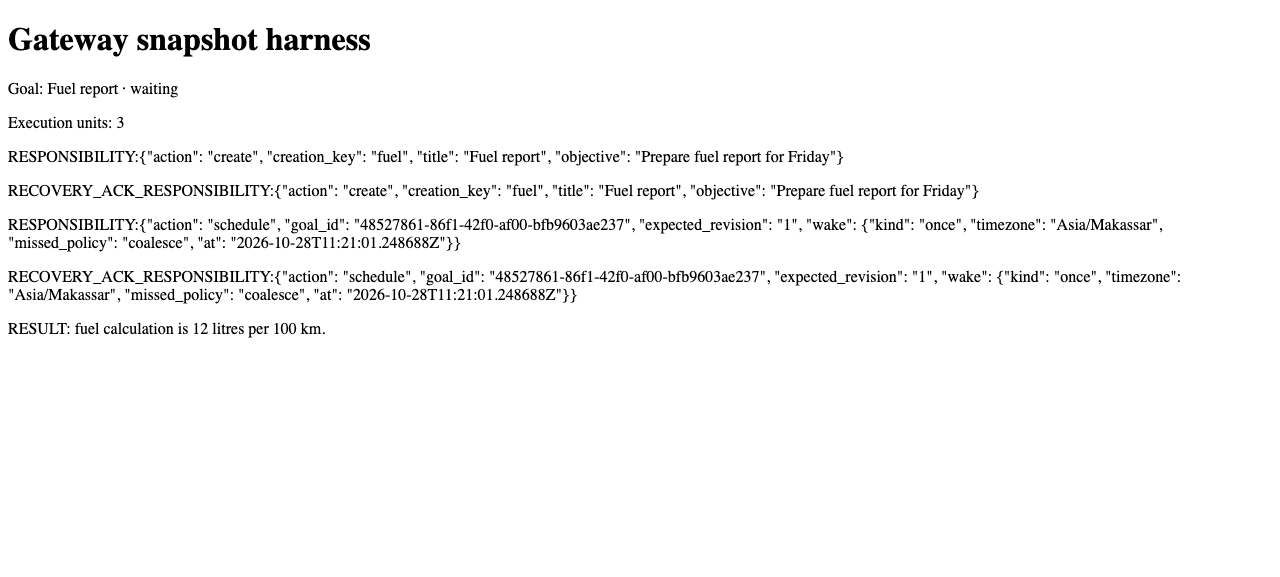 Gateway snapshot harness
Goal: Fuel report · waiting
Execution units: 3
RESPONSIBILITY:{"action": "create", "creation_key": "fuel", "title": "Fuel report", "objective": "Prepare fuel report for Friday"}
RECOVERY_ACK_RESPONSIBILITY:{"action": "create", "creation_key": "fuel", "title": "Fuel report", "objective": "Prepare fuel report for Friday"}
RESPONSIBILITY:{"action": "schedule", "goal_id": "48527861-86f1-42f0-af00-bfb9603ae237", "expected_revision": "1", "wake": {"kind": "once", "timezone": "Asia/Makassar",
"missed_policy": "coalesce", "at": "2026-10-28T11:21:01.248688Z"}}
RECOVERY_ACK_RESPONSIBILITY:{"action": "schedule", "goal_id": "48527861-86f1-42f0-af00-bfb9603ae237", "expected_revision": "1", "wake": {"kind": "once", "timezone":
"Asia/Makassar", "missed_policy": "coalesce", "at": "2026-10-28T11:21:01.248688Z"}}
RESULT: fuel calculation is 12 litres per 100 km.